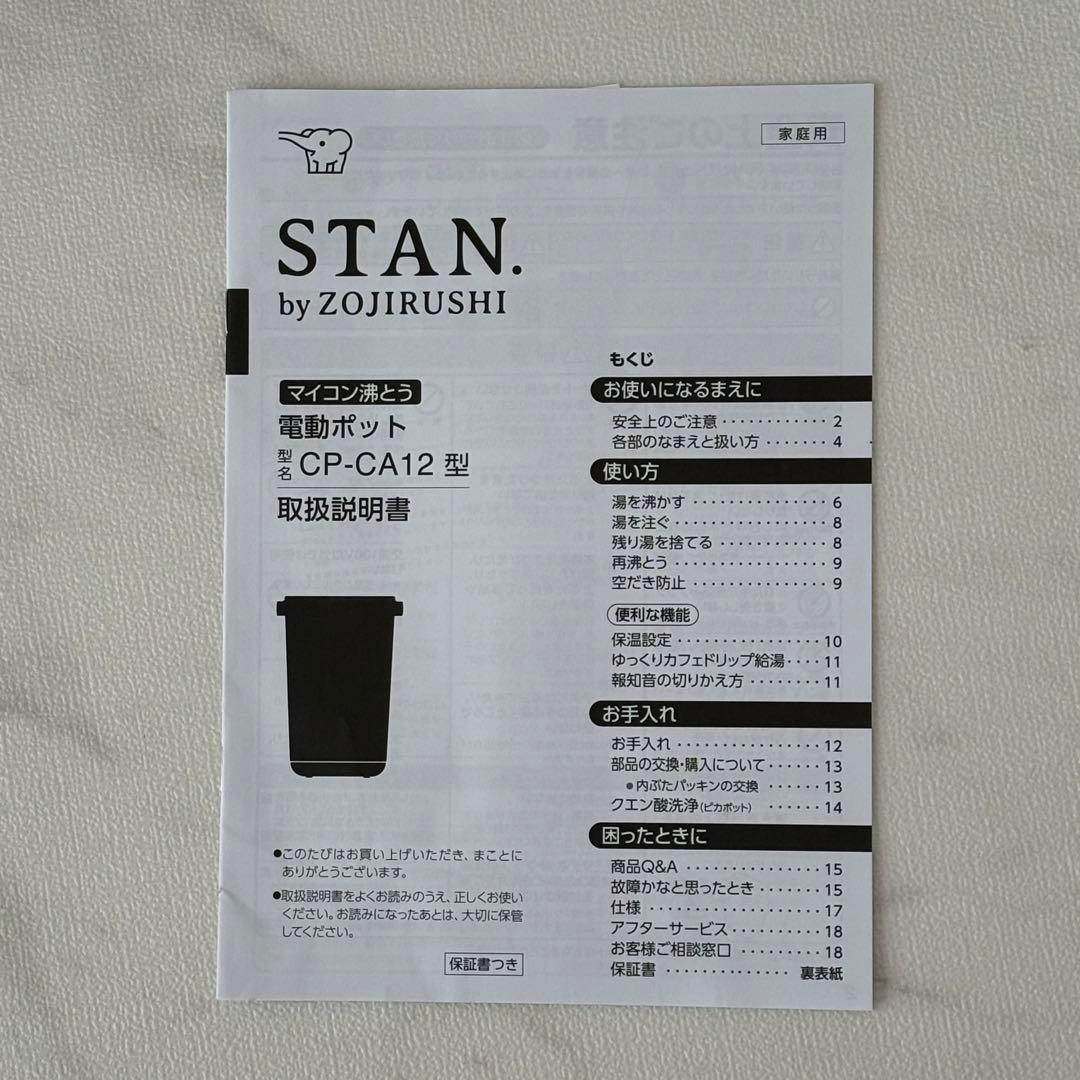 家庭用
STAN.
by ZOJIRUSHI
マイコン沸とう
電動ポット
型名 CP-CA12 型
取扱説明書
●このたびはお買い上げいただき、まことに
ありがとうございます。
●取扱説明書をよくお読みのうえ、正しくお使い
ください。お読みになったあとは、大切に保管
してください。
保証書つき
もくじ
お使いになるまえに
安全上のご注意 ············ 2
各部のなまえと扱い方 ······· 4
使い方
湯を沸かす ··············· 6
湯を注ぐ ················· 8
残り湯を捨てる ············ 8
再沸とう ················· 9
空だき防止 ··············· 9
便利な機能
保温設定 ················ 10
ゆっくりカフェドリップ給湯 ···· 11
報知音の切りかえ方 ········ 11
お手入れ
お手入れ ················ 12
部品の交換・購入について ······ 13
●内ぶたパッキンの交換 ······ 13
クエン酸洗浄(ピカポット) ······ 14
困ったときに
商品Q&A ················ 15
故障かなと思ったとき ······· 15
仕様 ···················· 17
アフターサービス ·········· 18
お客様ご相談窓口 ········· 18
保証書 ·············· 裏表紙